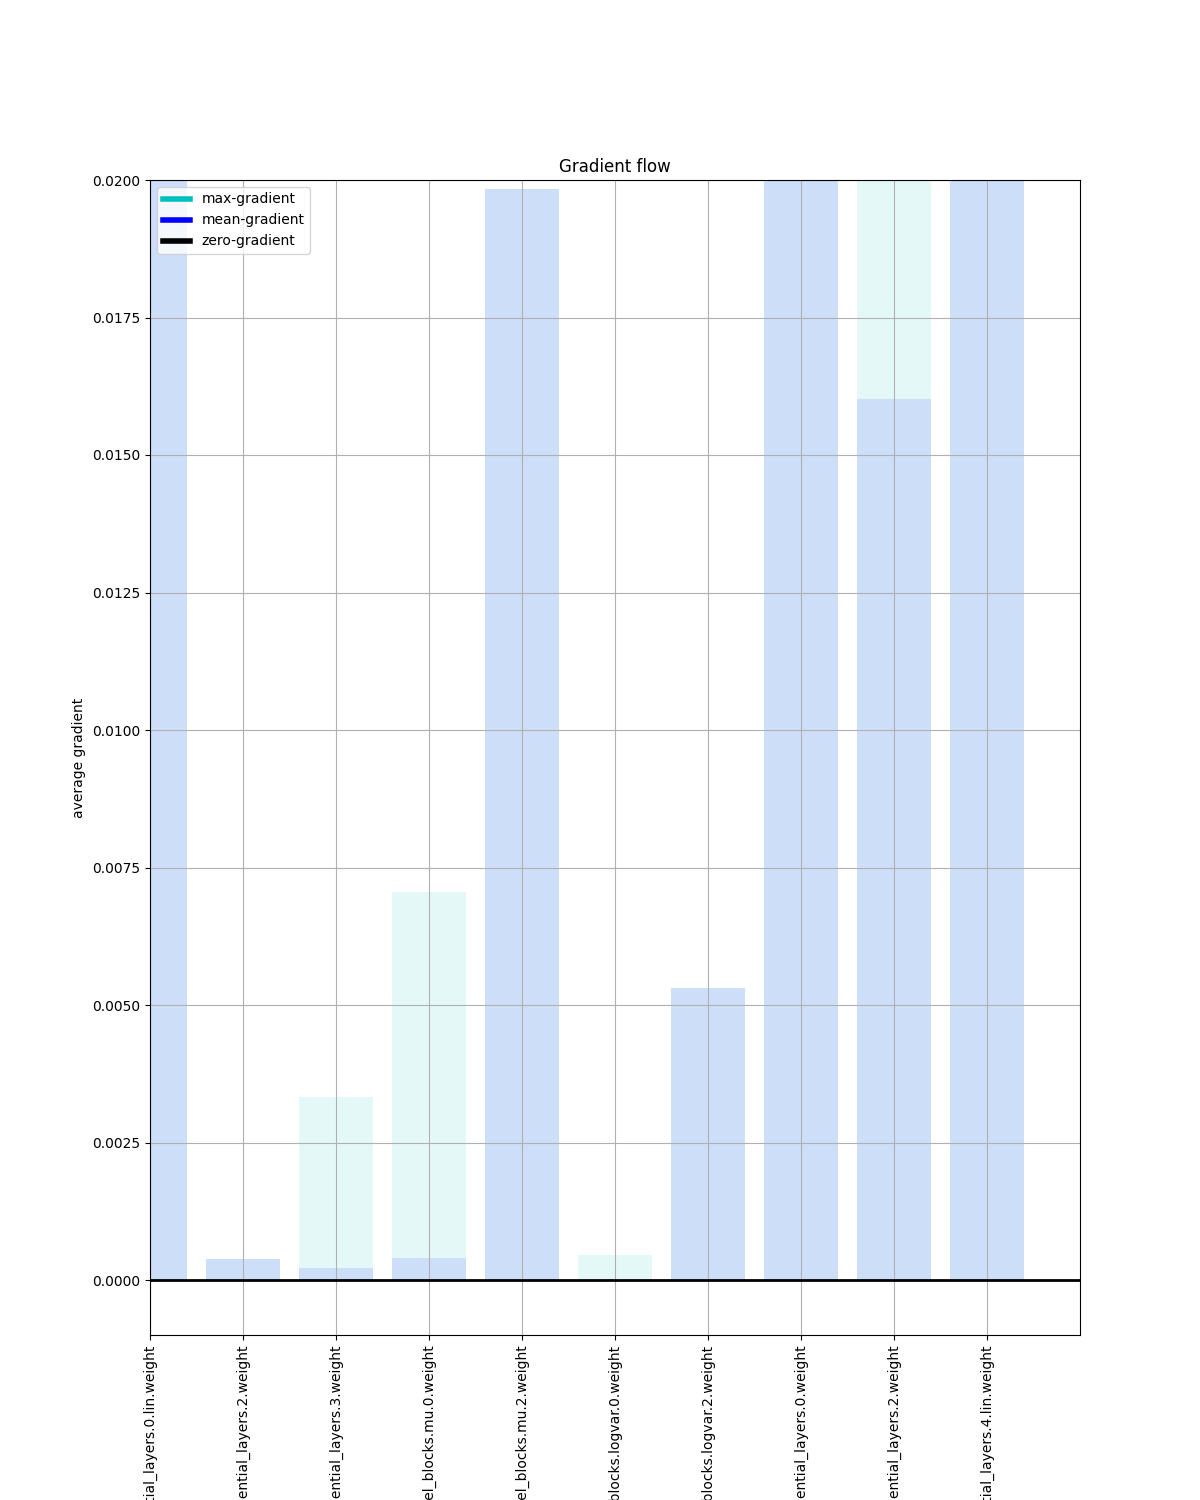 Gradient flow
max-gradient
mean-gradient
zero-gradient
average gradient
0.0200
0.0175
0.0150
0.0125
0.0100
0.0075
0.0050
0.0025
0.0000
tial_layers.0.lin.weight
ential_layers.2.weight
ential_layers.3.weight
el_blocks.mu.0.weight
el_blocks.mu.2.weight
blocks.logvar.0.weight
blocks.logvar.2.weight
ential_layers.0.weight
ential_layers.2.weight
tial_layers.4.lin.weight